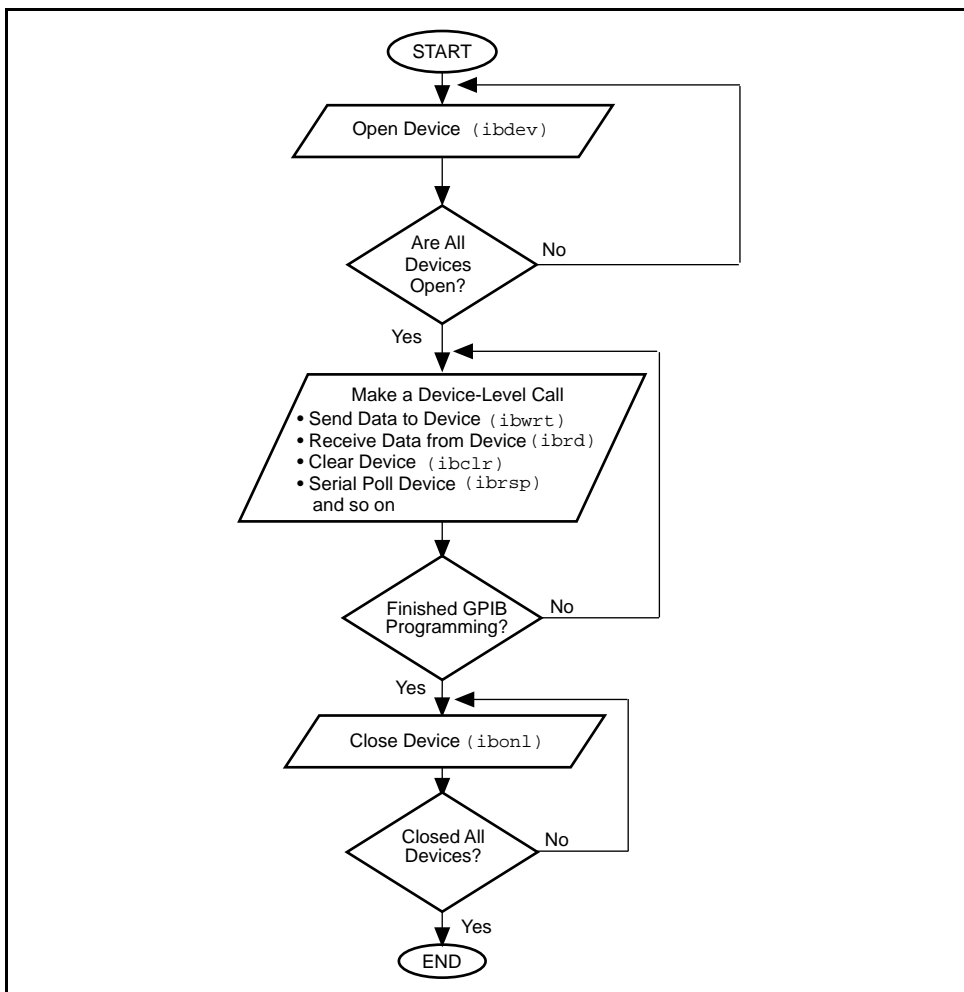 START
Open Device (ibdev)
Are All
Devices
Open?
No
Yes
Make a Device-Level Call
• Send Data to Device (ibwrt)
• Receive Data from Device (ibrd)
• Clear Device (ibclr)
• Serial Poll Device (ibrsp)
and so on
Finished GPIB
Programming?
No
Yes
Close Device (ibonl)
Closed All
Devices?
No
Yes
END